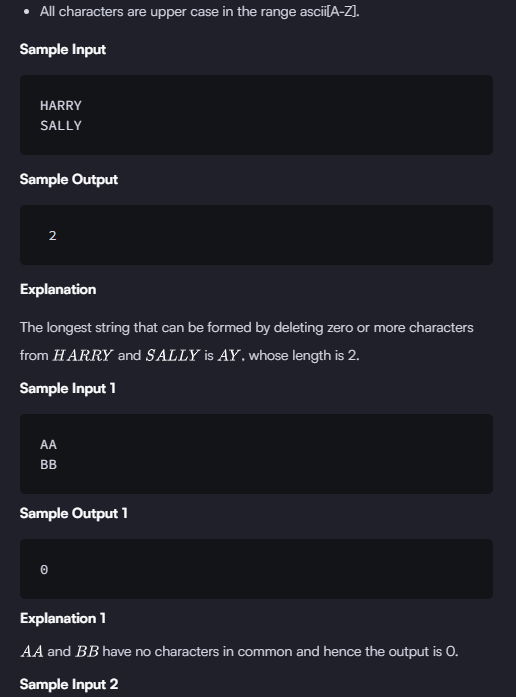 All characters are upper case in the range ascii[A-Z].
Sample Input
HARRY
SALLY
Sample Output
2
Explanation
The longest string that can be formed by deleting zero or more characters
from HARRY and SALLY is AY, whose length is 2.
Sample Input 1
AA
BB
Sample Output 1
0
Explanation 1
AA and BB have no characters in common and hence the output is 0.
Sample Input 2